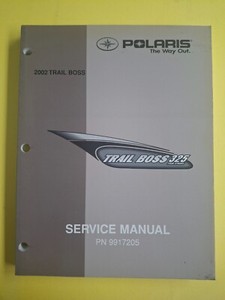 POLARIS
The Way Out.
2002 TRAIL BOSS
TRAIL BOSS 325
SERVICE MANUAL
PN 9917205